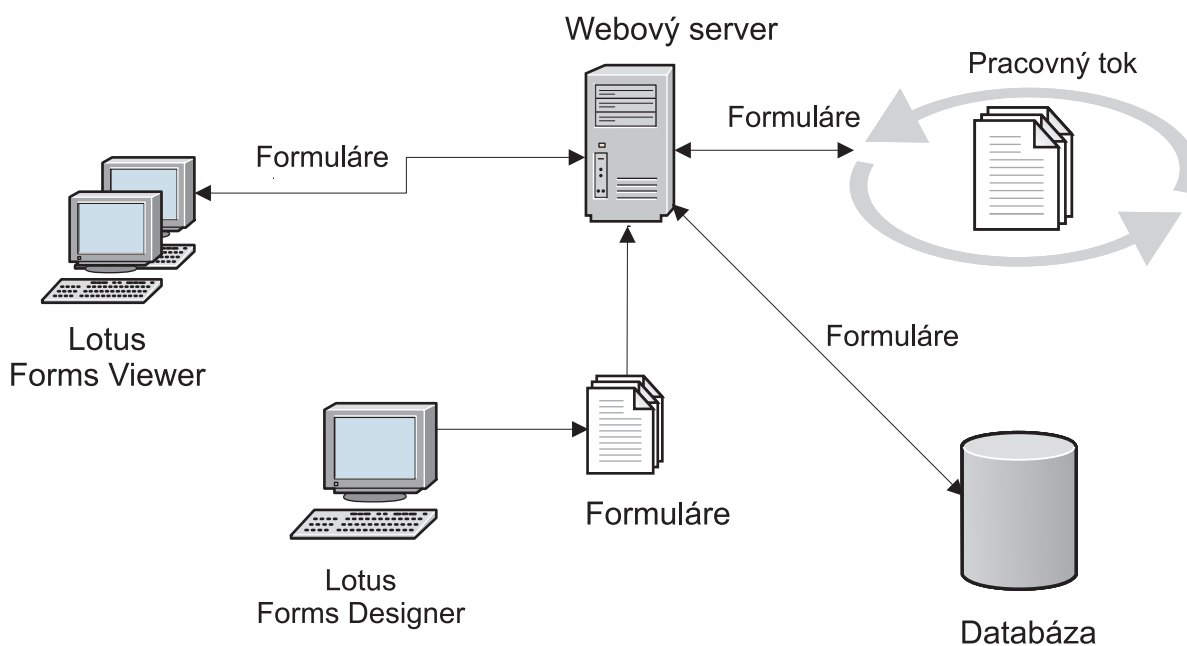 Webový server
Pracovný tok
Formuláre
Formuláre
Lotus
Forms Viewer
Formuláre
Formuláre
Lotus
Forms Designer
Databáza